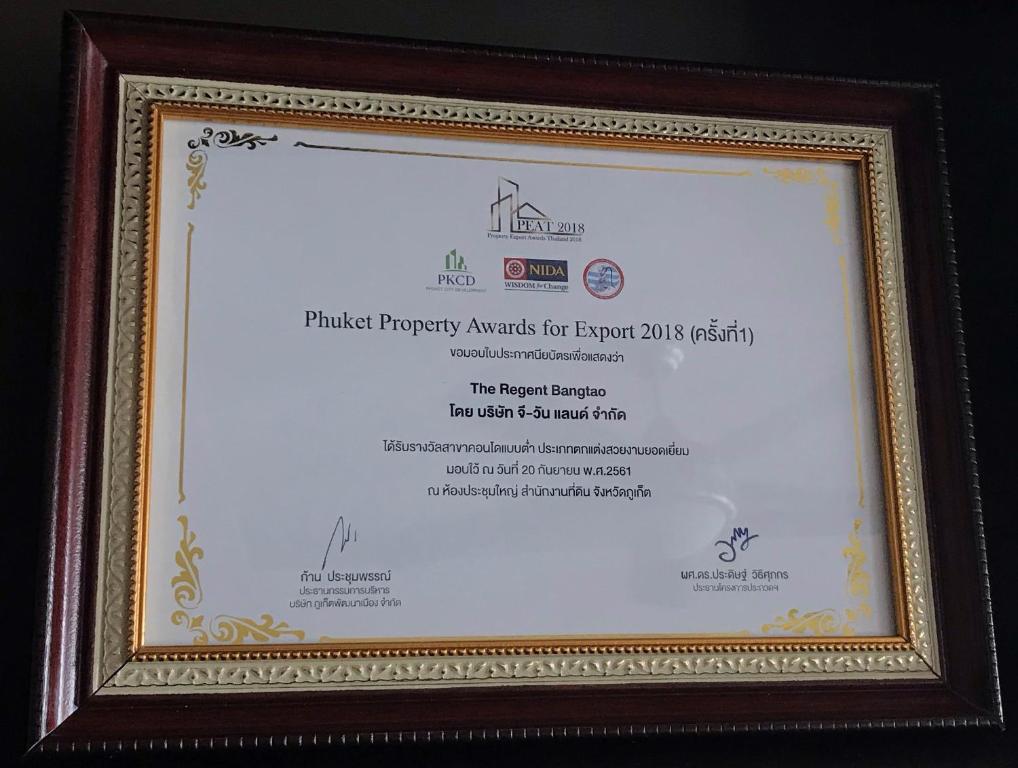 PEAT 2018
Property Export Awards Thailand 2018
PKCD
PHUKET CITY DEVELOPMENT
NIDA
WISDOM for Change
Phuket Property Awards for Export 2018 (ครั้งที่1)
ขอมอบใบประกาศนียบัตรเพื่อแสดงว่า
The Regent Bangtao
โดย บริษัท จี-วัน แลนด์ จำกัด
ได้รับรางวัลสาขาคอนโดแบบต่ำ ประเภทตกแต่งสวยงามยอดเยี่ยม
มอบไว้ ณ วันที่ 20 กันยายน พ.ศ.2561
ณ ห้องประชุมใหญ่ สำนักงานที่ดิน จังหวัดภูเก็ต
ก้าน ประชุมพรรณ์
ประธานกรรมการบริหาร
บริษัท ภูเก็ตพัฒนาเมือง จำกัด
ผศ.ดร.ประดิษฐ์ วิธิศุภกร
ประธานโครงการประกวดฯ